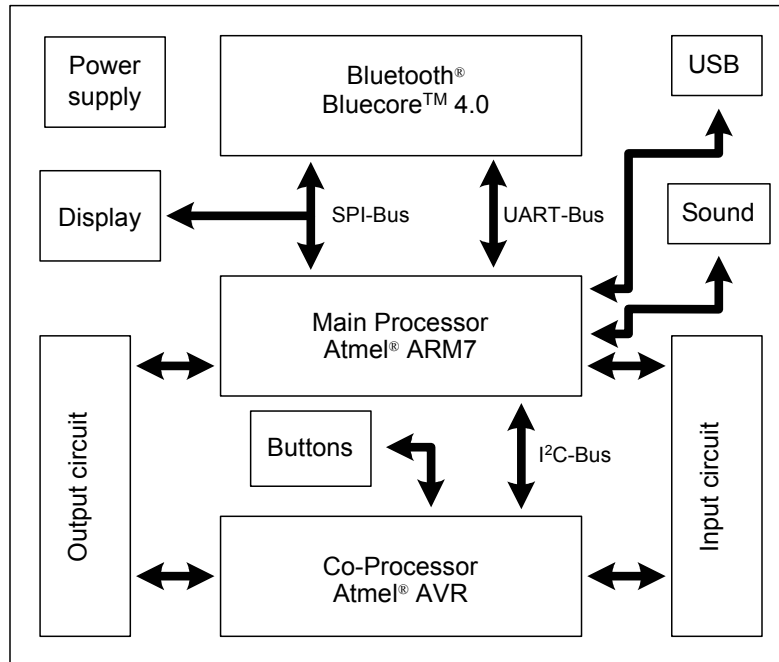 Power
supply
Bluetooth®
Bluecore™ 4.0
USB
Display
SPI-Bus
UART-Bus
Sound
Main Processor
Atmel® ARM7
Output circuit
Buttons
I²C-Bus
Input circuit
Co-Processor
Atmel® AVR